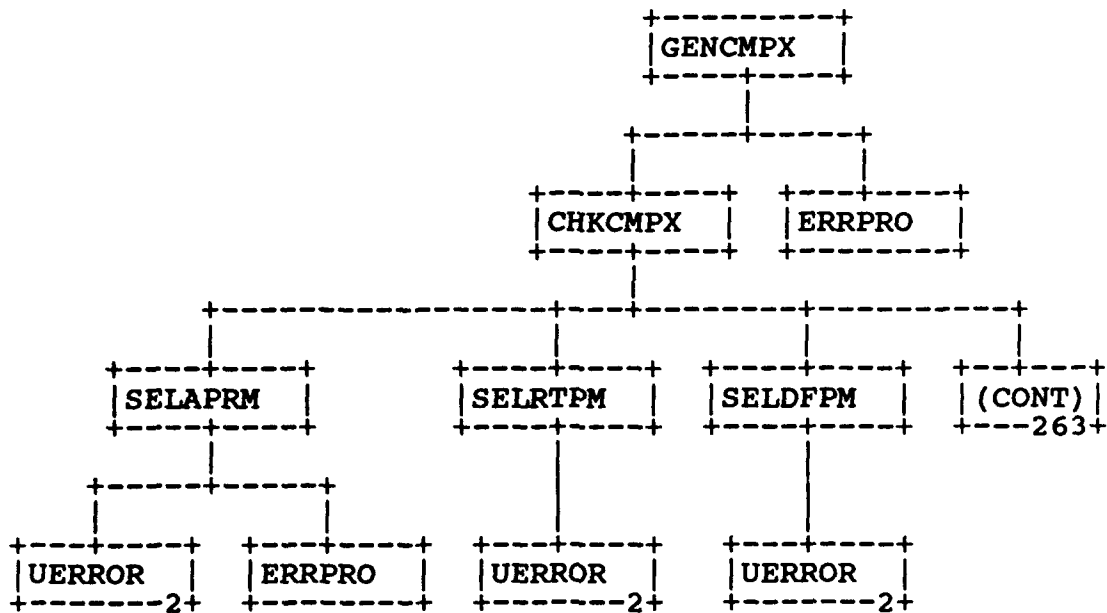 GENCMPX
CHKCMPX ERRPRO
SELAPRM SELRTPM SELDFPM (CONT)
263
UERROR ERRPRO UERROR UERROR
2 2 2